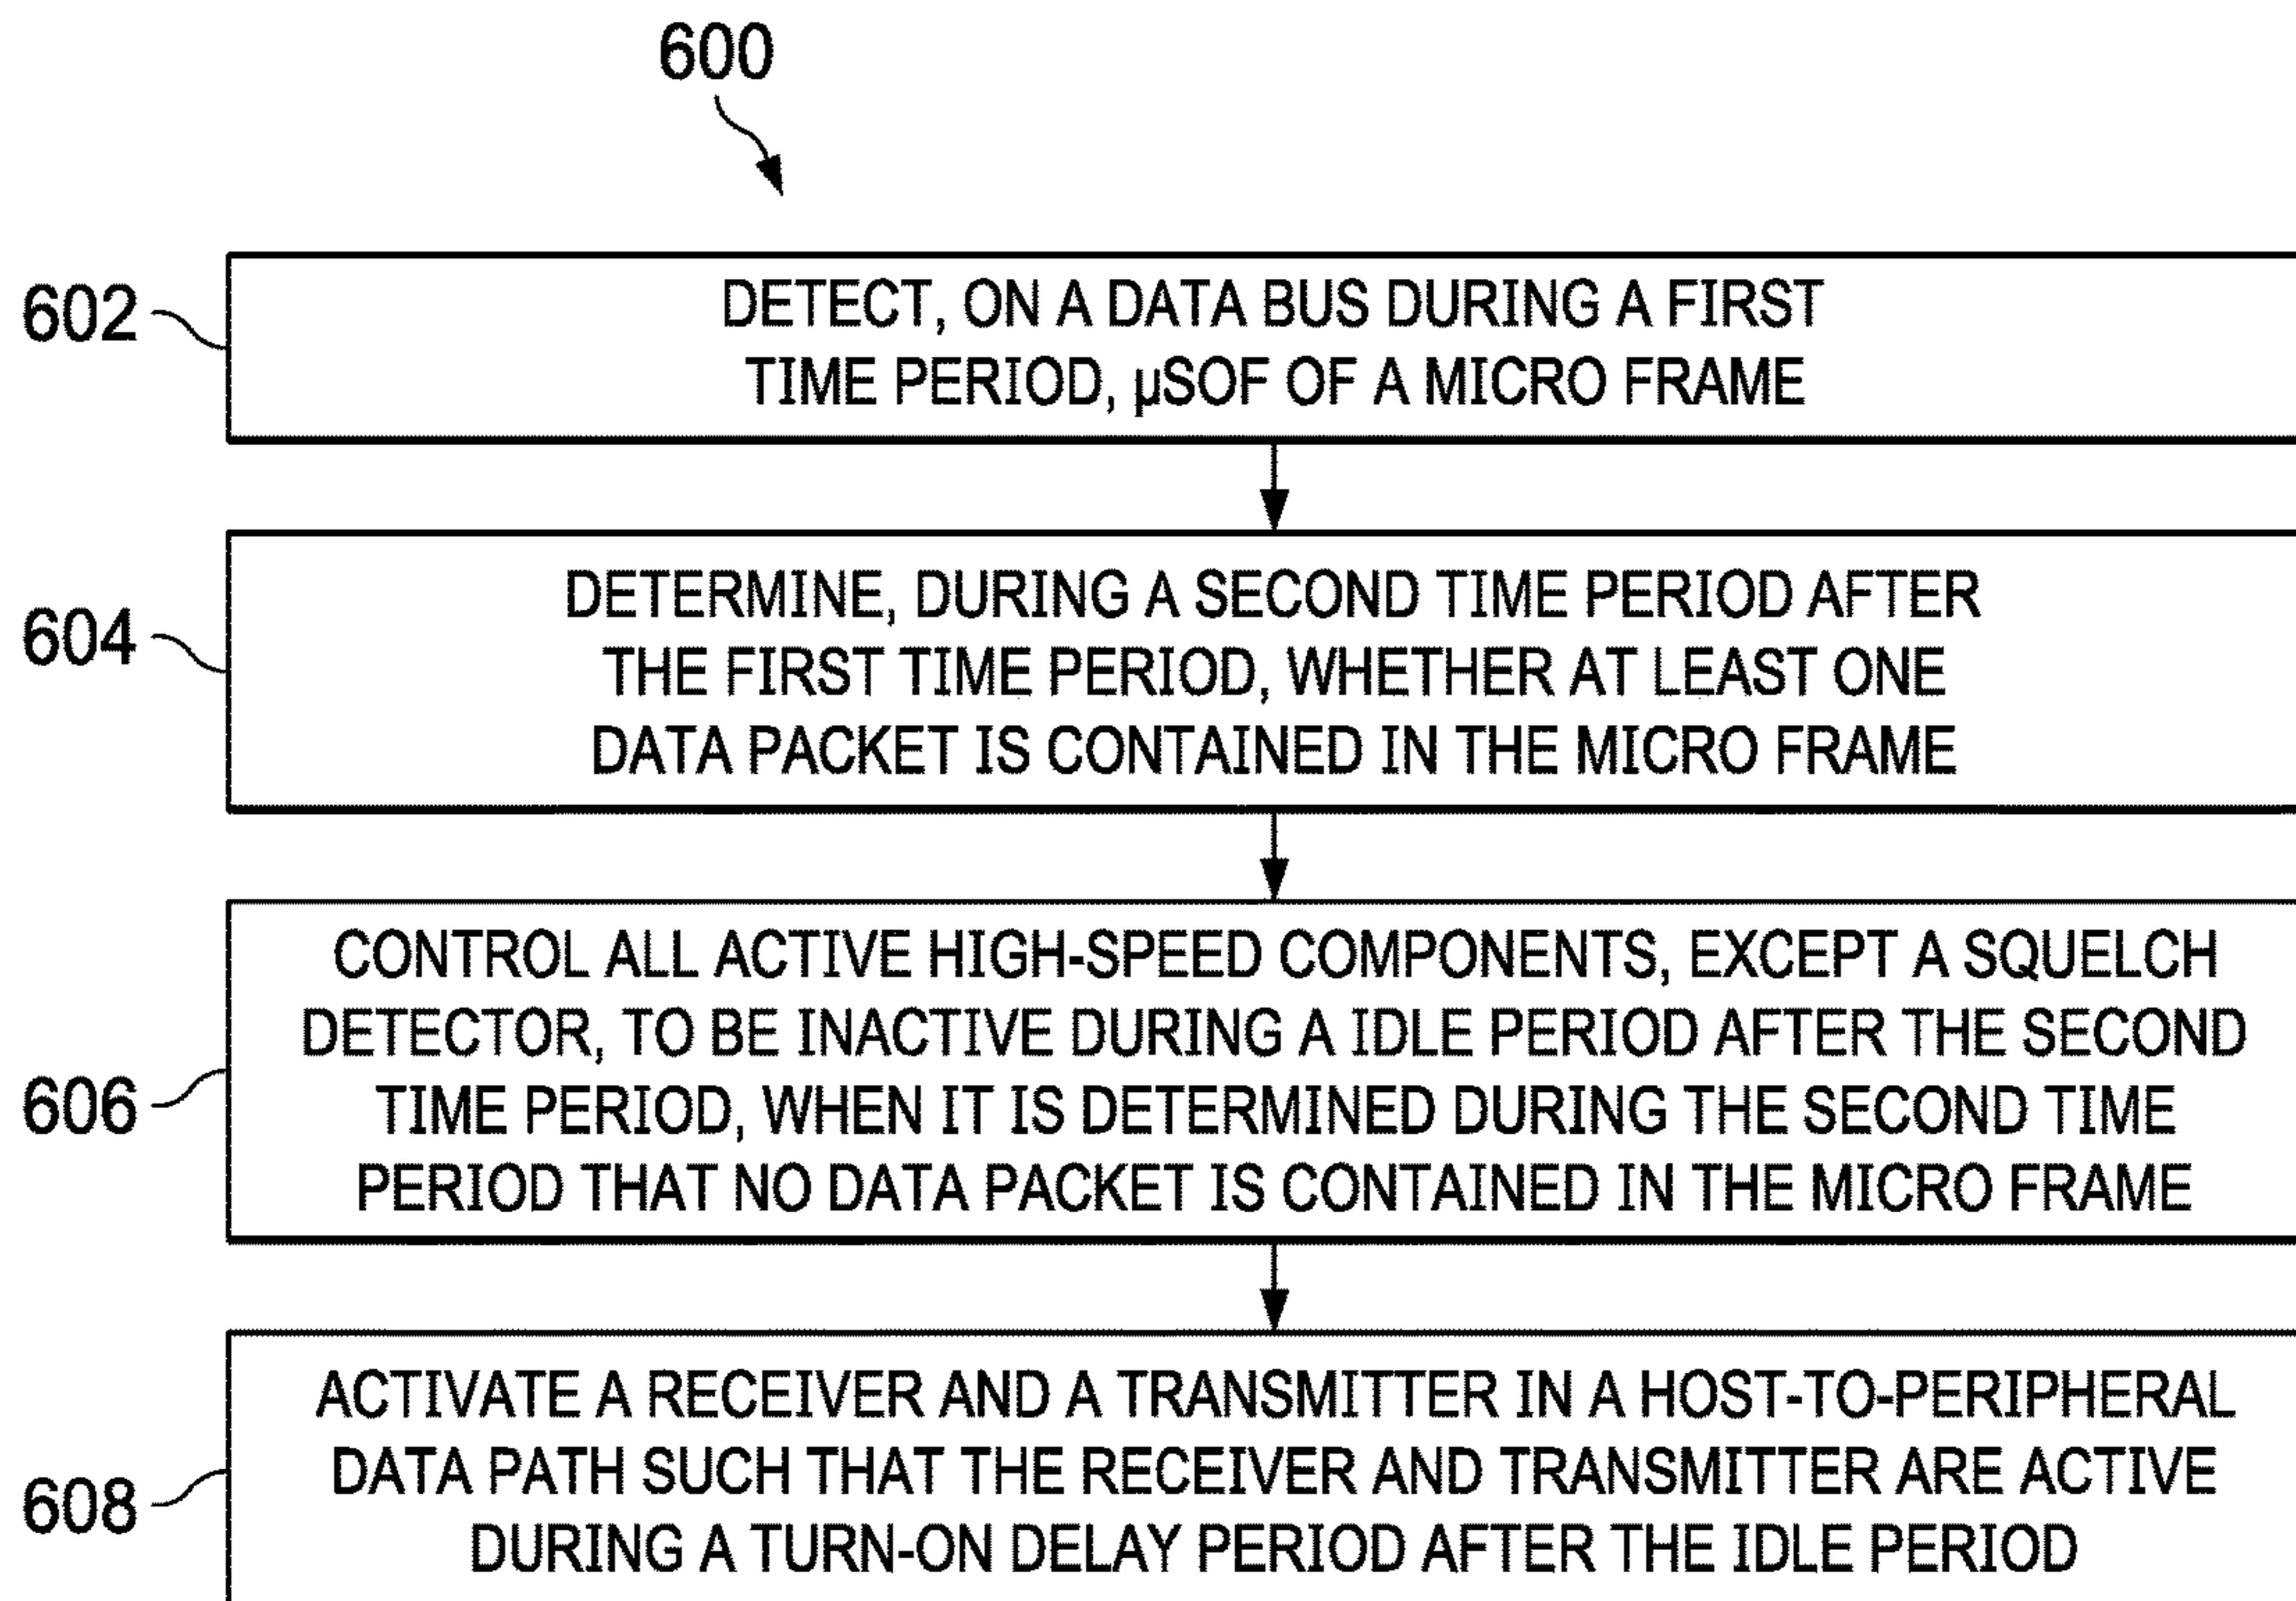 600
602
DETECT, ON A DATA BUS DURING A FIRST
TIME PERIOD, µSOF OF A MICRO FRAME
604
DETERMINE, DURING A SECOND TIME PERIOD AFTER
THE FIRST TIME PERIOD, WHETHER AT LEAST ONE
DATA PACKET IS CONTAINED IN THE MICRO FRAME
606
CONTROL ALL ACTIVE HIGH-SPEED COMPONENTS, EXCEPT A SQUELCH
DETECTOR, TO BE INACTIVE DURING A IDLE PERIOD AFTER THE SECOND
TIME PERIOD, WHEN IT IS DETERMINED DURING THE SECOND TIME
PERIOD THAT NO DATA PACKET IS CONTAINED IN THE MICRO FRAME
608
ACTIVATE A RECEIVER AND A TRANSMITTER IN A HOST-TO-PERIPHERAL
DATA PATH SUCH THAT THE RECEIVER AND TRANSMITTER ARE ACTIVE
DURING A TURN-ON DELAY PERIOD AFTER THE IDLE PERIOD